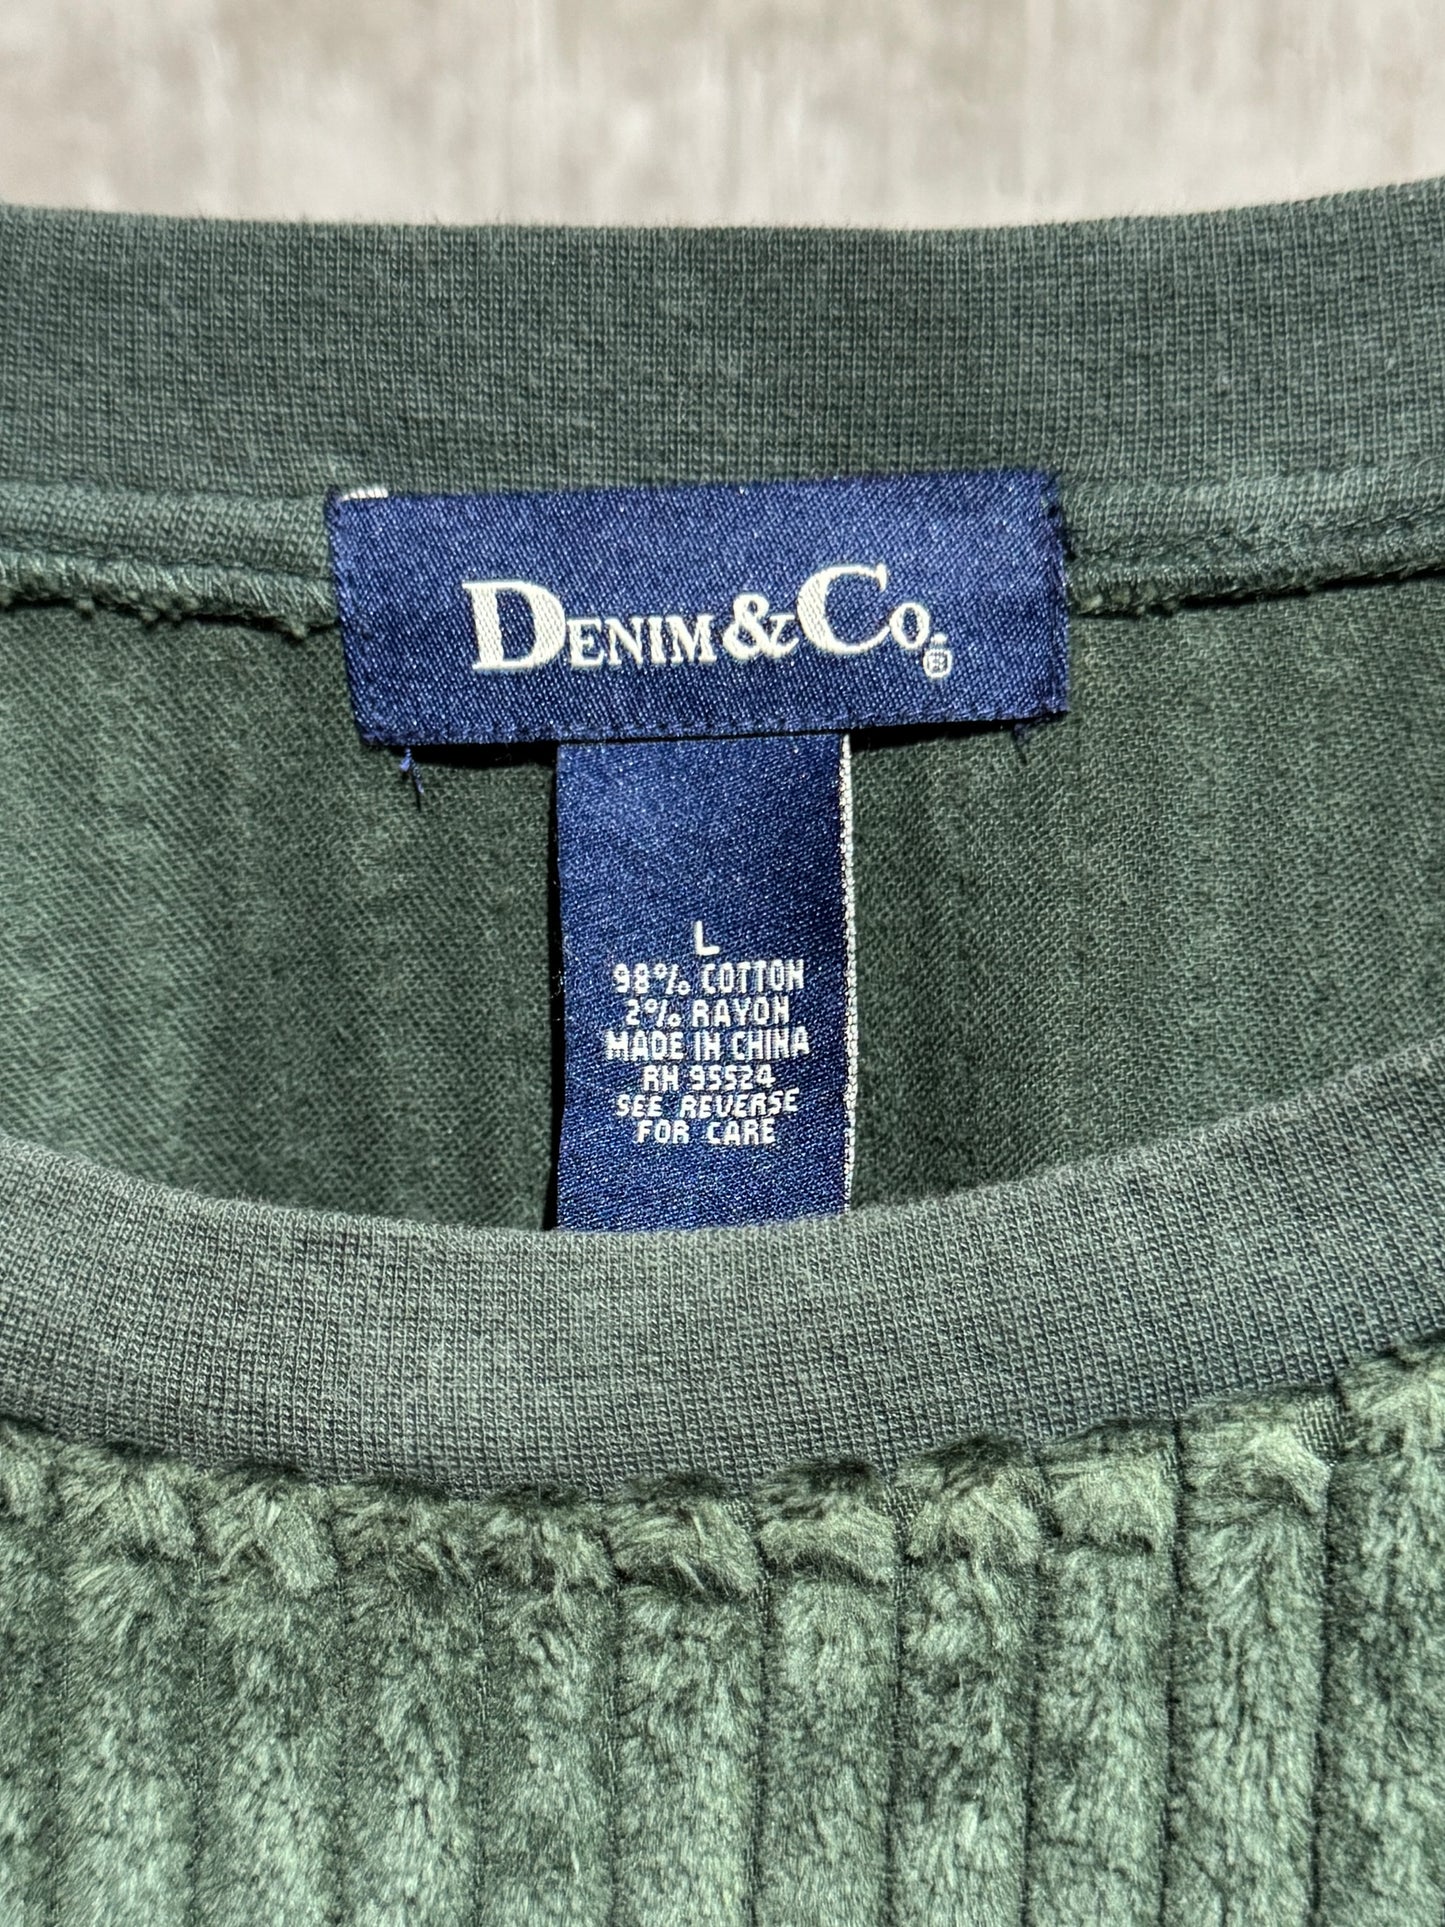 DENIM & CO.®
L
98% COTTON
2% RAYON
MADE IN CHINA
RN 95524
SEE REVERSE
FOR CARE